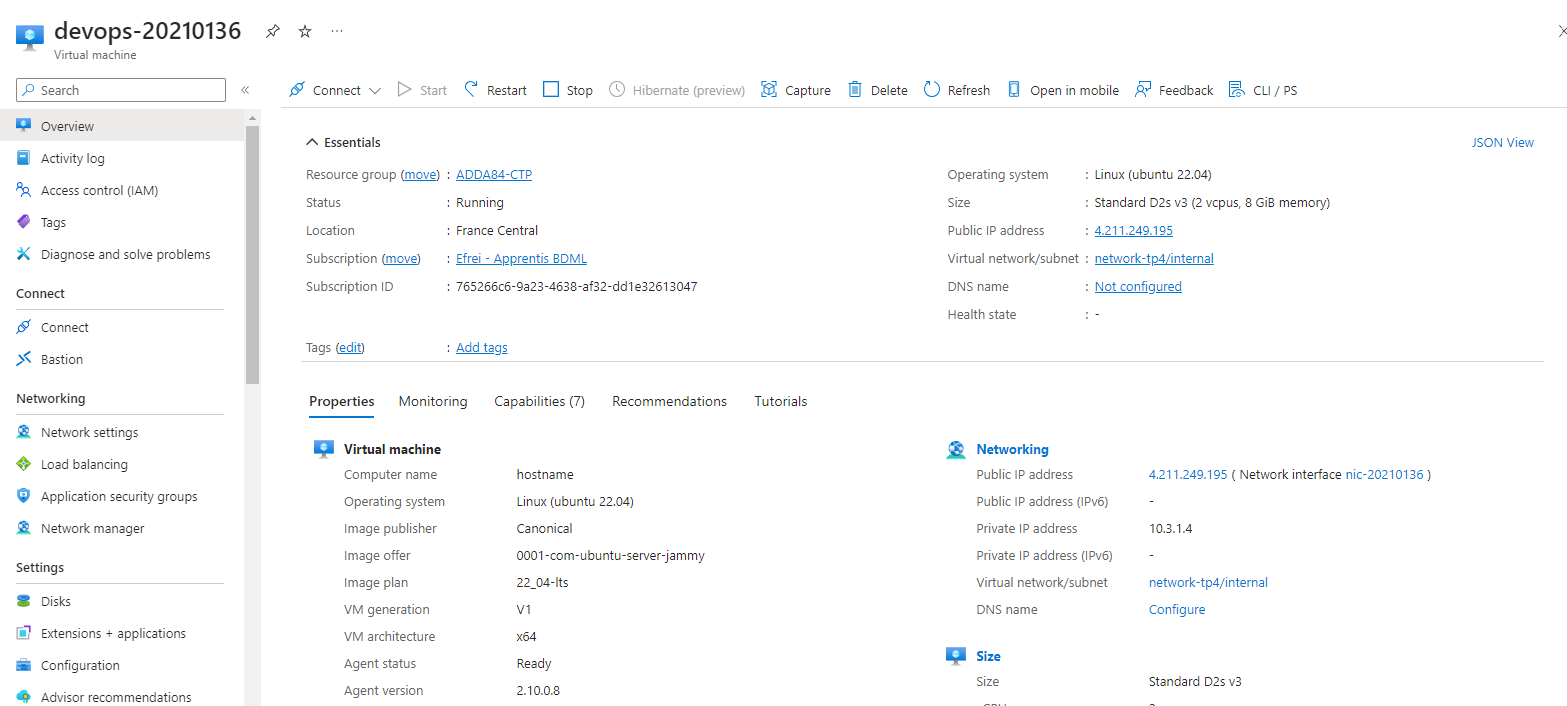 devops-20210136
Virtual machine
Search
Overview
Activity log
Access control (IAM)
Tags
Diagnose and solve problems
Connect
Connect
Bastion
Networking
Network settings
Load balancing
Application security groups
Network manager
Settings
Disks
Extensions + applications
Configuration
Advisor recommendations
Connect Start Restart Stop Hibernate (preview) Capture Delete Refresh Open in mobile Feedback CLI / PS
Essentials
JSON View
Resource group (move) : ADDA84-CTP
Status : Running
Location : France Central
Subscription (move) : Efrei - Apprentis BDML
Subscription ID : 765266c6-9a23-4638-af32-dd1e32613047
Operating system : Linux (ubuntu 22.04)
Size : Standard D2s v3 (2 vcpus, 8 GiB memory)
Public IP address : 4.211.249.195
Virtual network/subnet : network-tp4/internal
DNS name : Not configured
Health state : -
Tags (edit) : Add tags
Properties Monitoring Capabilities (7) Recommendations Tutorials
Virtual machine
Computer name hostname
Operating system Linux (ubuntu 22.04)
Image publisher Canonical
Image offer 0001-com-ubuntu-server-jammy
Image plan 22_04-lts
VM generation V1
VM architecture x64
Agent status Ready
Agent version 2.10.0.8
Networking
Public IP address 4.211.249.195 ( Network interface nic-20210136 )
Public IP address (IPv6) -
Private IP address 10.3.1.4
Private IP address (IPv6) -
Virtual network/subnet network-tp4/internal
DNS name Configure
Size
Size Standard D2s v3